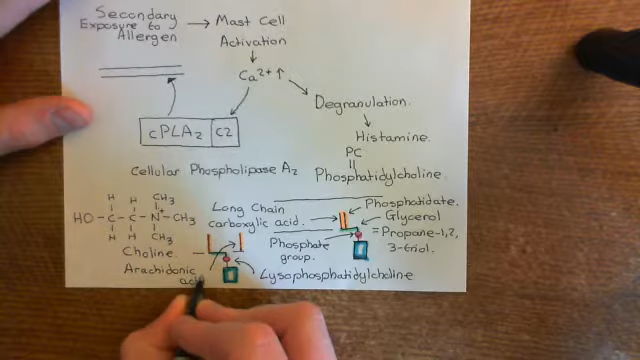 Secondary
Exposure to
Allergen
Mast Cell
Activation
Ca²⁺↑
Degranulation.
Histamine.
cPLA₂ C2
Cellular Phospholipase A₂
PC
Phosphatidylcholine.
H H CH₃
HO-C-C-N⁺-CH₃
H H CH₃
Choline.
Long Chain
carboxylic acid.
Phosphatidate.
Glycerol
=Propane-1,2,
3-triol.
Phosphate
group.
Arachidonic
Lysophosphatidylcholine